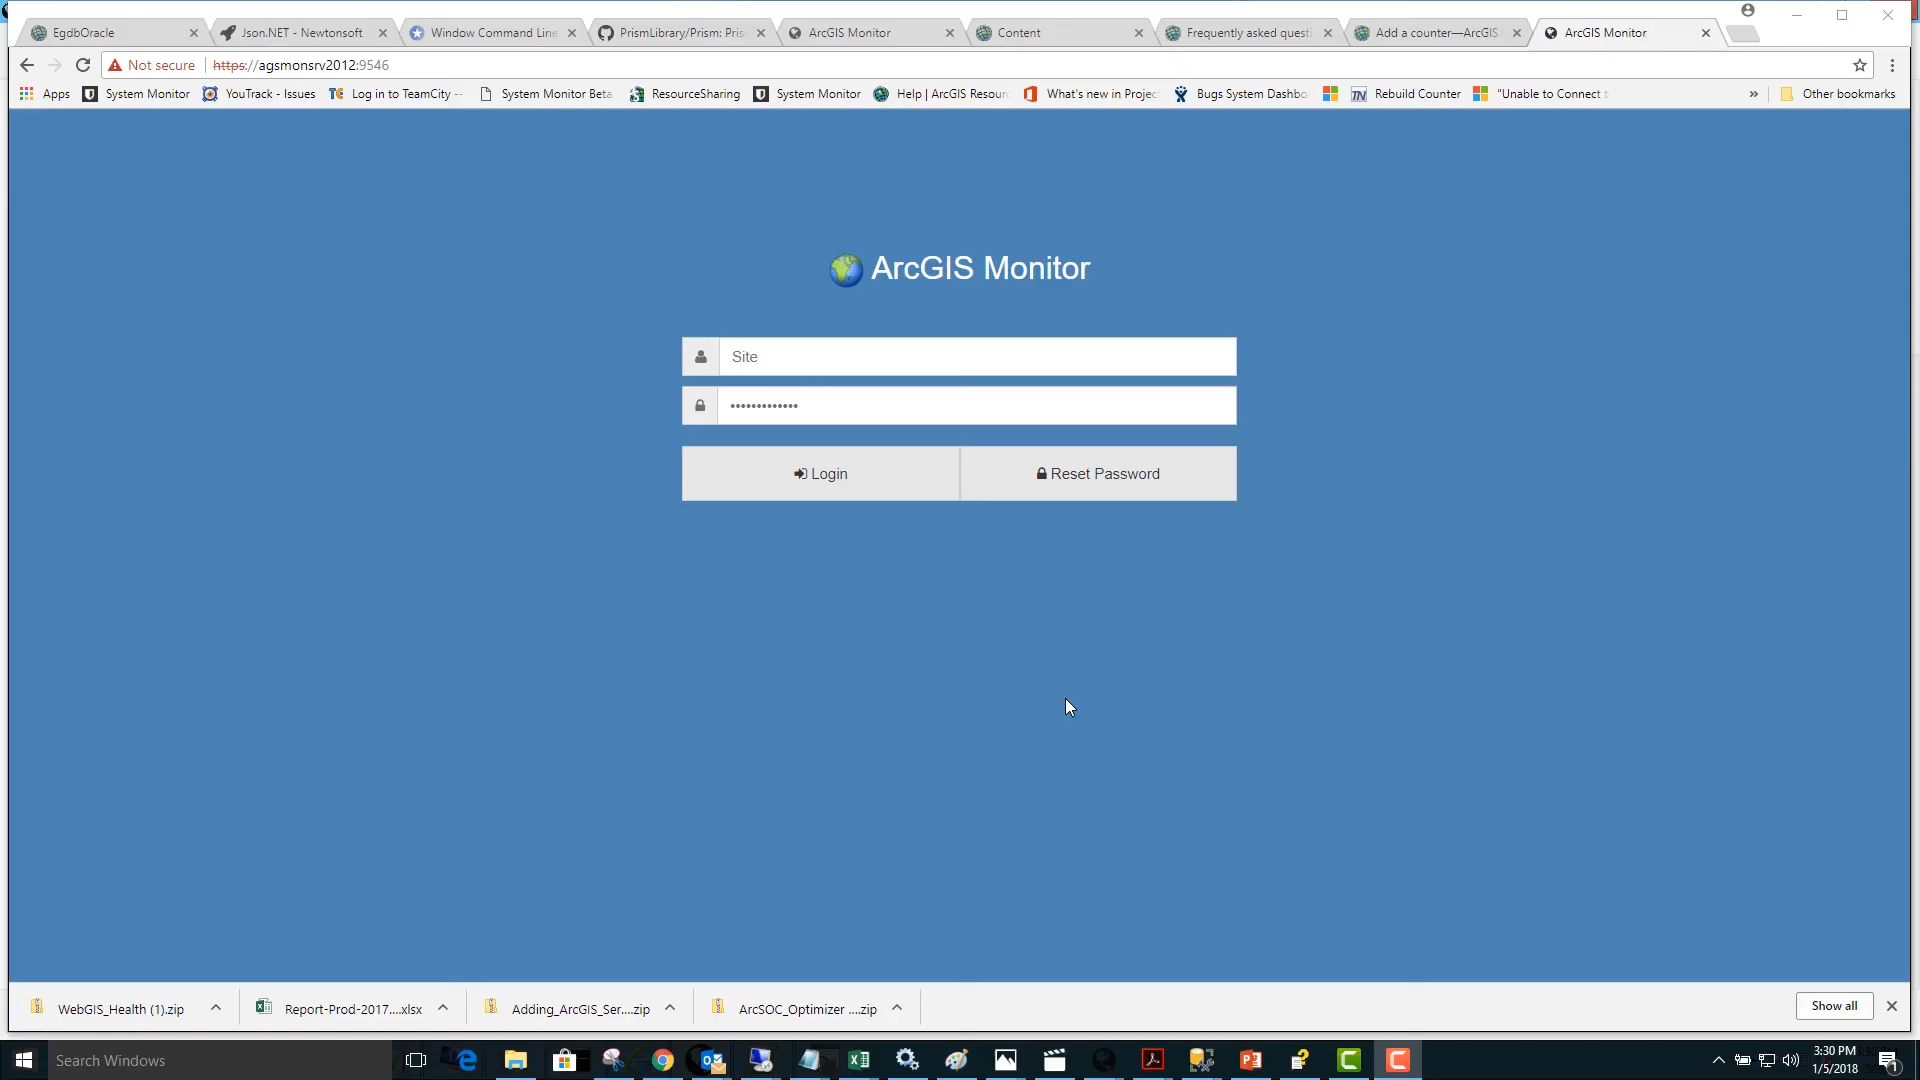 EgdbOracle
Json.NET - Newtonsoft
Window Command Line
PrismLibrary/Prism: Pris
ArcGIS Monitor
Content
Frequently asked questi
Add a counter—ArcGIS
ArcGIS Monitor
Not secure
https://agsmonsrv2012:9546
Apps
System Monitor
YouTrack - Issues
TC Log in to TeamCity --
System Monitor Beta
ResourceSharing
System Monitor
Help | ArcGIS Resour
What's new in Projec
Bugs System Dashbo
TN Rebuild Counter
"Unable to Connect t
»
Other bookmarks
ArcGIS Monitor
Site
•••••••••••••
Login
Reset Password
WebGIS_Health (1).zip
Report-Prod-2017....xlsx
Adding_ArcGIS_Ser....zip
ArcSOC_Optimizer ....zip
Show all
Search Windows
3:30 PM
1/5/2018
1